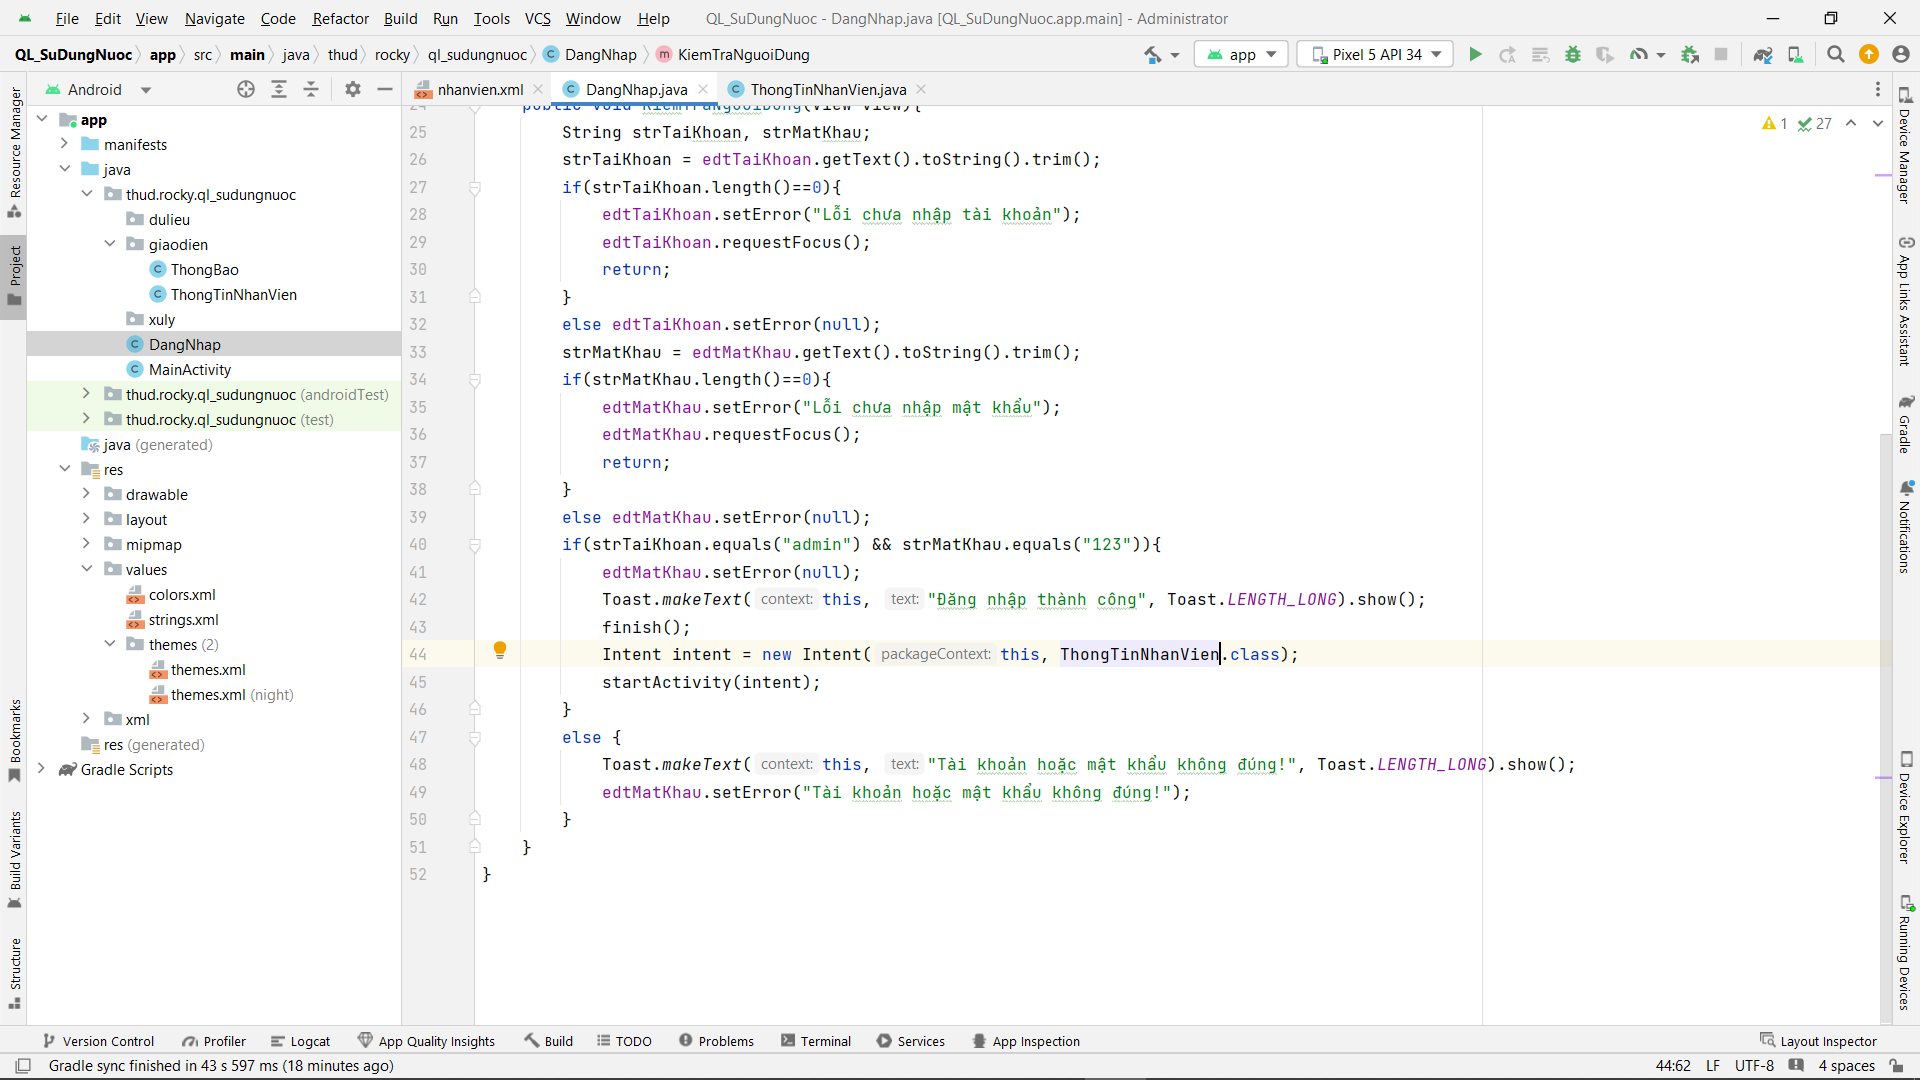 File Edit View Navigate Code Refactor Build Run Tools VCS Window Help QL_SuDungNuoc - DangNhap.java [QL_SuDungNuoc.app.main] - Administrator
QL_SuDungNuoc app src main java thud rocky ql_sudungnuoc DangNhap KiemTraNguoiDung app Pixel 5 API 34
Android
nhanvien.xml DangNhap.java ThongTinNhanVien.java
Resource Manager
Project
Bookmarks
Build Variants
Structure
app
manifests
java
thud.rocky.ql_sudungnuoc
dulieu
giaodien
ThongBao
ThongTinNhanVien
xuly
DangNhap
MainActivity
thud.rocky.ql_sudungnuoc (androidTest)
thud.rocky.ql_sudungnuoc (test)
java (generated)
res
drawable
layout
mipmap
values
colors.xml
strings.xml
themes (2)
themes.xml
themes.xml (night)
xml
res (generated)
Gradle Scripts
1 27
24 public void KiemTraNguoiDung(View view){
25 String strTaiKhoan, strMatKhau;
26 strTaiKhoan = edtTaiKhoan.getText().toString().trim();
27 if(strTaiKhoan.length()==0){
28 edtTaiKhoan.setError("Lỗi chưa nhập tài khoản");
29 edtTaiKhoan.requestFocus();
30 return;
31 }
32 else edtTaiKhoan.setError(null);
33 strMatKhau = edtMatKhau.getText().toString().trim();
34 if(strMatKhau.length()==0){
35 edtMatKhau.setError("Lỗi chưa nhập mật khẩu");
36 edtMatKhau.requestFocus();
37 return;
38 }
39 else edtMatKhau.setError(null);
40 if(strTaiKhoan.equals("admin") && strMatKhau.equals("123")){
41 edtMatKhau.setError(null);
42 Toast.makeText( context: this, text: "Đăng nhập thành công", Toast.LENGTH_LONG).show();
43 finish();
44 Intent intent = new Intent( packageContext: this, ThongTinNhanVien.class);
45 startActivity(intent);
46 }
47 else {
48 Toast.makeText( context: this, text: "Tài khoản hoặc mật khẩu không đúng!", Toast.LENGTH_LONG).show();
49 edtMatKhau.setError("Tài khoản hoặc mật khẩu không đúng!");
50 }
51 }
52 }
Device Manager
App Links Assistant
Gradle
Notifications
Device Explorer
Running Devices
Version Control Profiler Logcat App Quality Insights Build TODO Problems Terminal Services App Inspection Layout Inspector
Gradle sync finished in 43 s 597 ms (18 minutes ago) 44:62 LF UTF-8 4 spaces